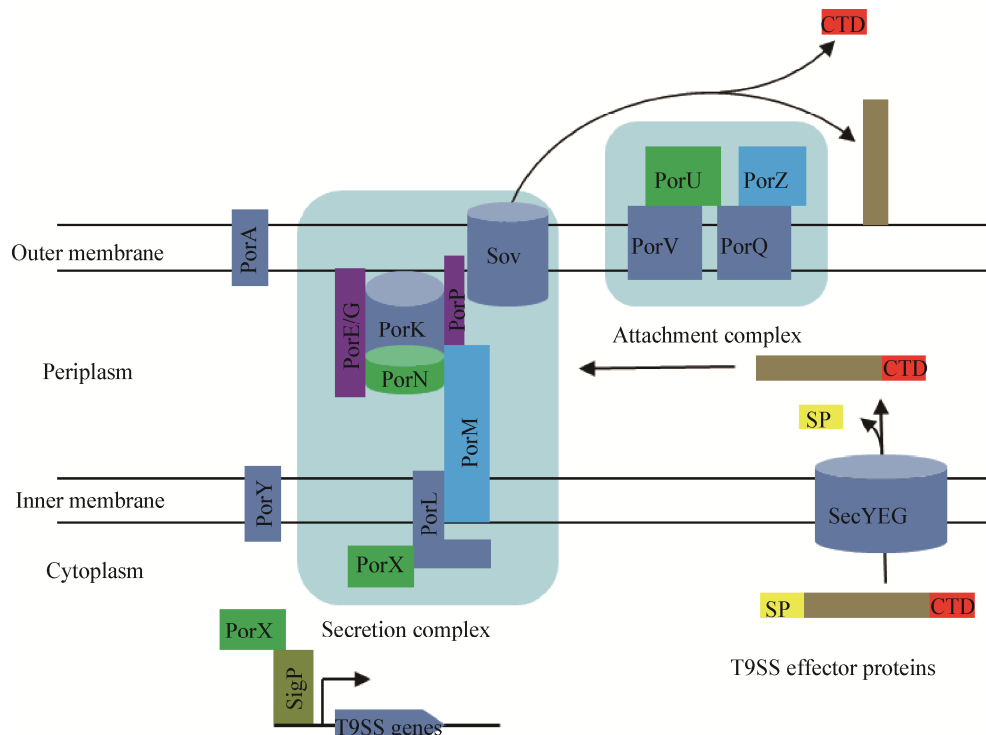 CTD
PorU
PorZ
PorA
Outer membrane
Sov
PorV
PorQ
PorE/G
PorK
PorP
Attachment complex
Periplasm
PorN
CTD
SP
PorM
Inner membrane
PorY
PorL
SecYEG
Cytoplasm
PorX
SP
CTD
PorX
Secretion complex
T9SS effector proteins
SigP
T9SS genes